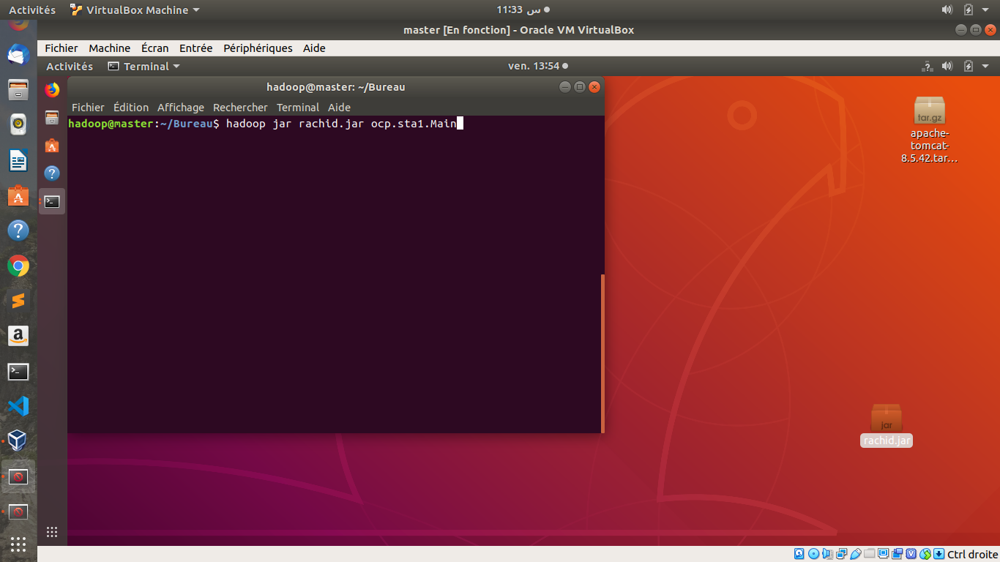 Activités VirtualBox Machine س 11:33
master [En fonction] - Oracle VM VirtualBox
Fichier Machine Écran Entrée Périphériques Aide
Activités Terminal ven. 13:54
hadoop@master: ~/Bureau
Fichier Édition Affichage Rechercher Terminal Aide
hadoop@master:~/Bureau$ hadoop jar rachid.jar ocp.sta1.Main
tar.gz
apache-
tomcat-
8.5.42.tar…
jar
rachid.jar
Ctrl droite